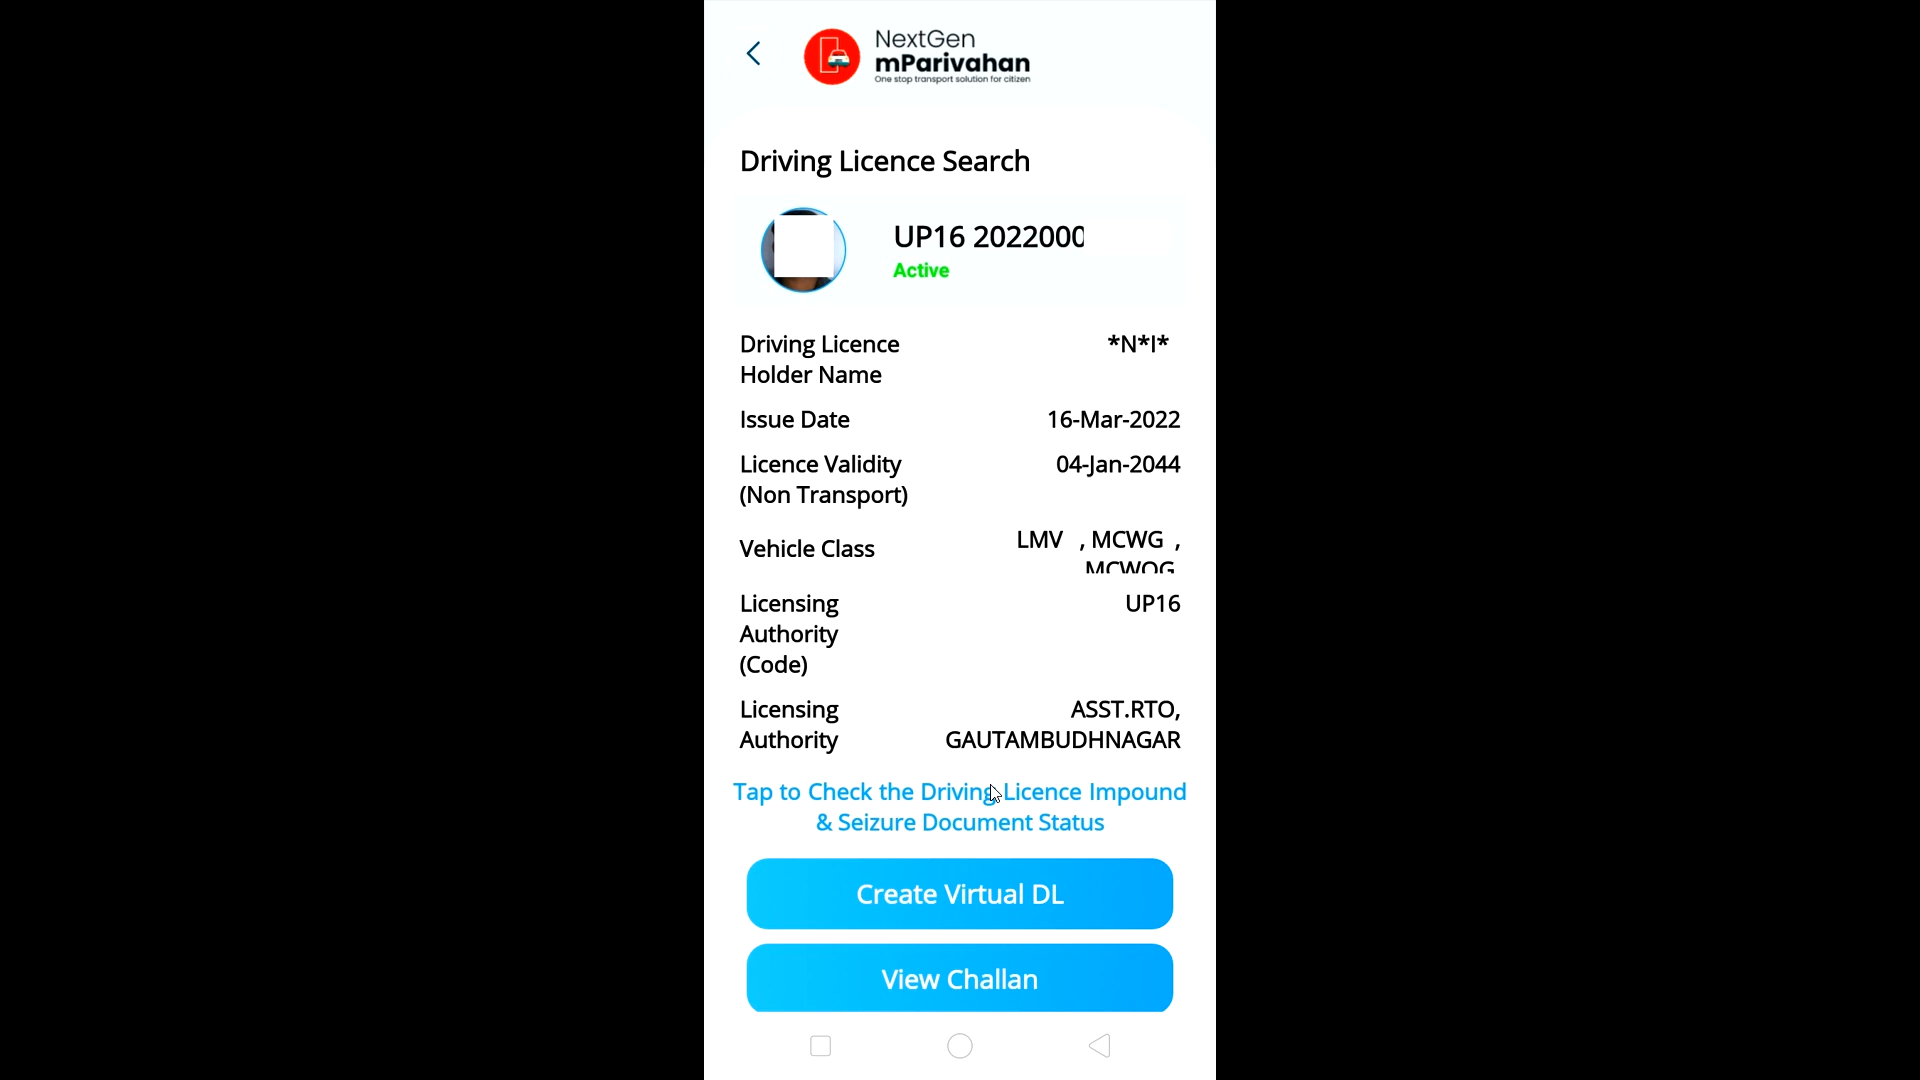 NextGen
mParivahan
One stop transport solution for citizen
Driving Licence Search
UP16 2022000
Active
Driving Licence
Holder Name
*N*I*
Issue Date
16-Mar-2022
Licence Validity
(Non Transport)
04-Jan-2044
Vehicle Class
LMV , MCWG ,
MCWOG
Licensing
Authority
(Code)
UP16
Licensing
Authority
ASST.RTO,
GAUTAMBUDHNAGAR
Tap to Check the Driving Licence Impound
& Seizure Document Status
Create Virtual DL
View Challan